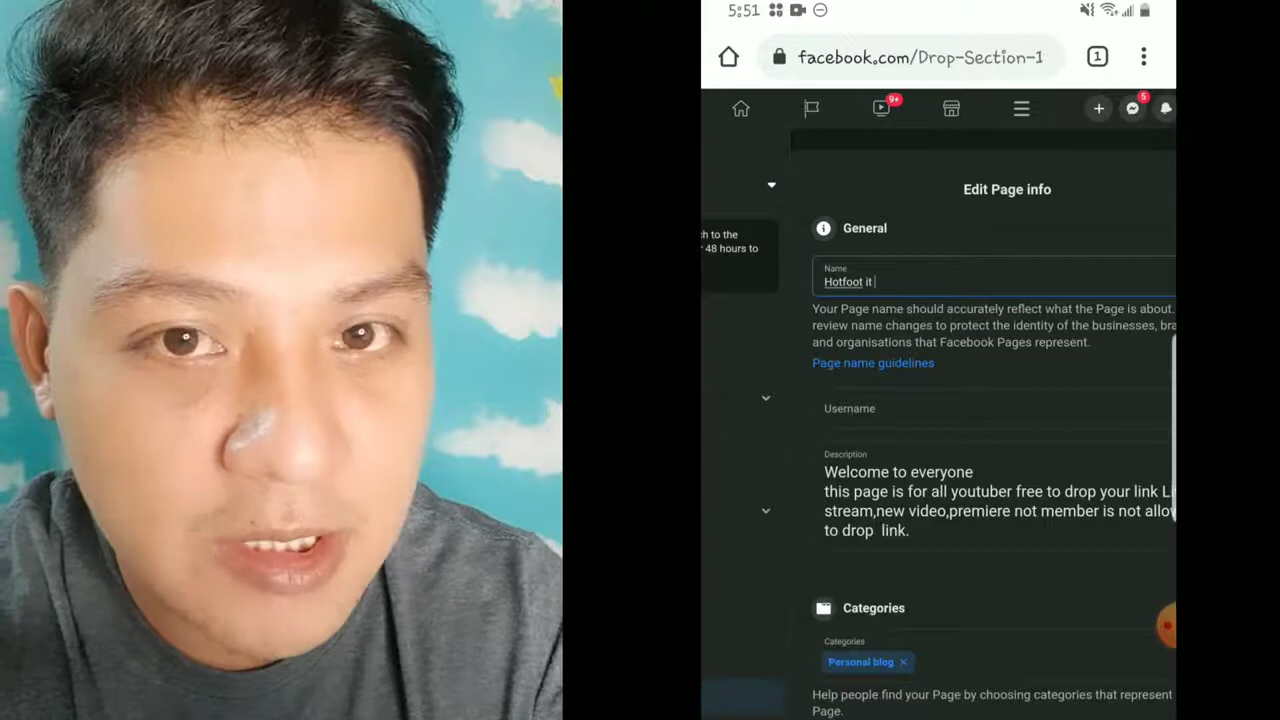 5:51
facebook.com/Drop-Section-1
1
9+
5
Edit Page info
General
to the
48 hours to
Name
Hotfoot it
Your Page name should accurately reflect what the Page is about.
review name changes to protect the identity of the businesses,
and organisations that Facebook Pages represent.
Page name guidelines
Username
Description
Welcome to everyone
this page is for all youtuber free to drop your link
stream,new video,premiere not member is not
to drop link.
Categories
Categories
Personal blog
Help people find your Page by choosing categories that represent
Page.